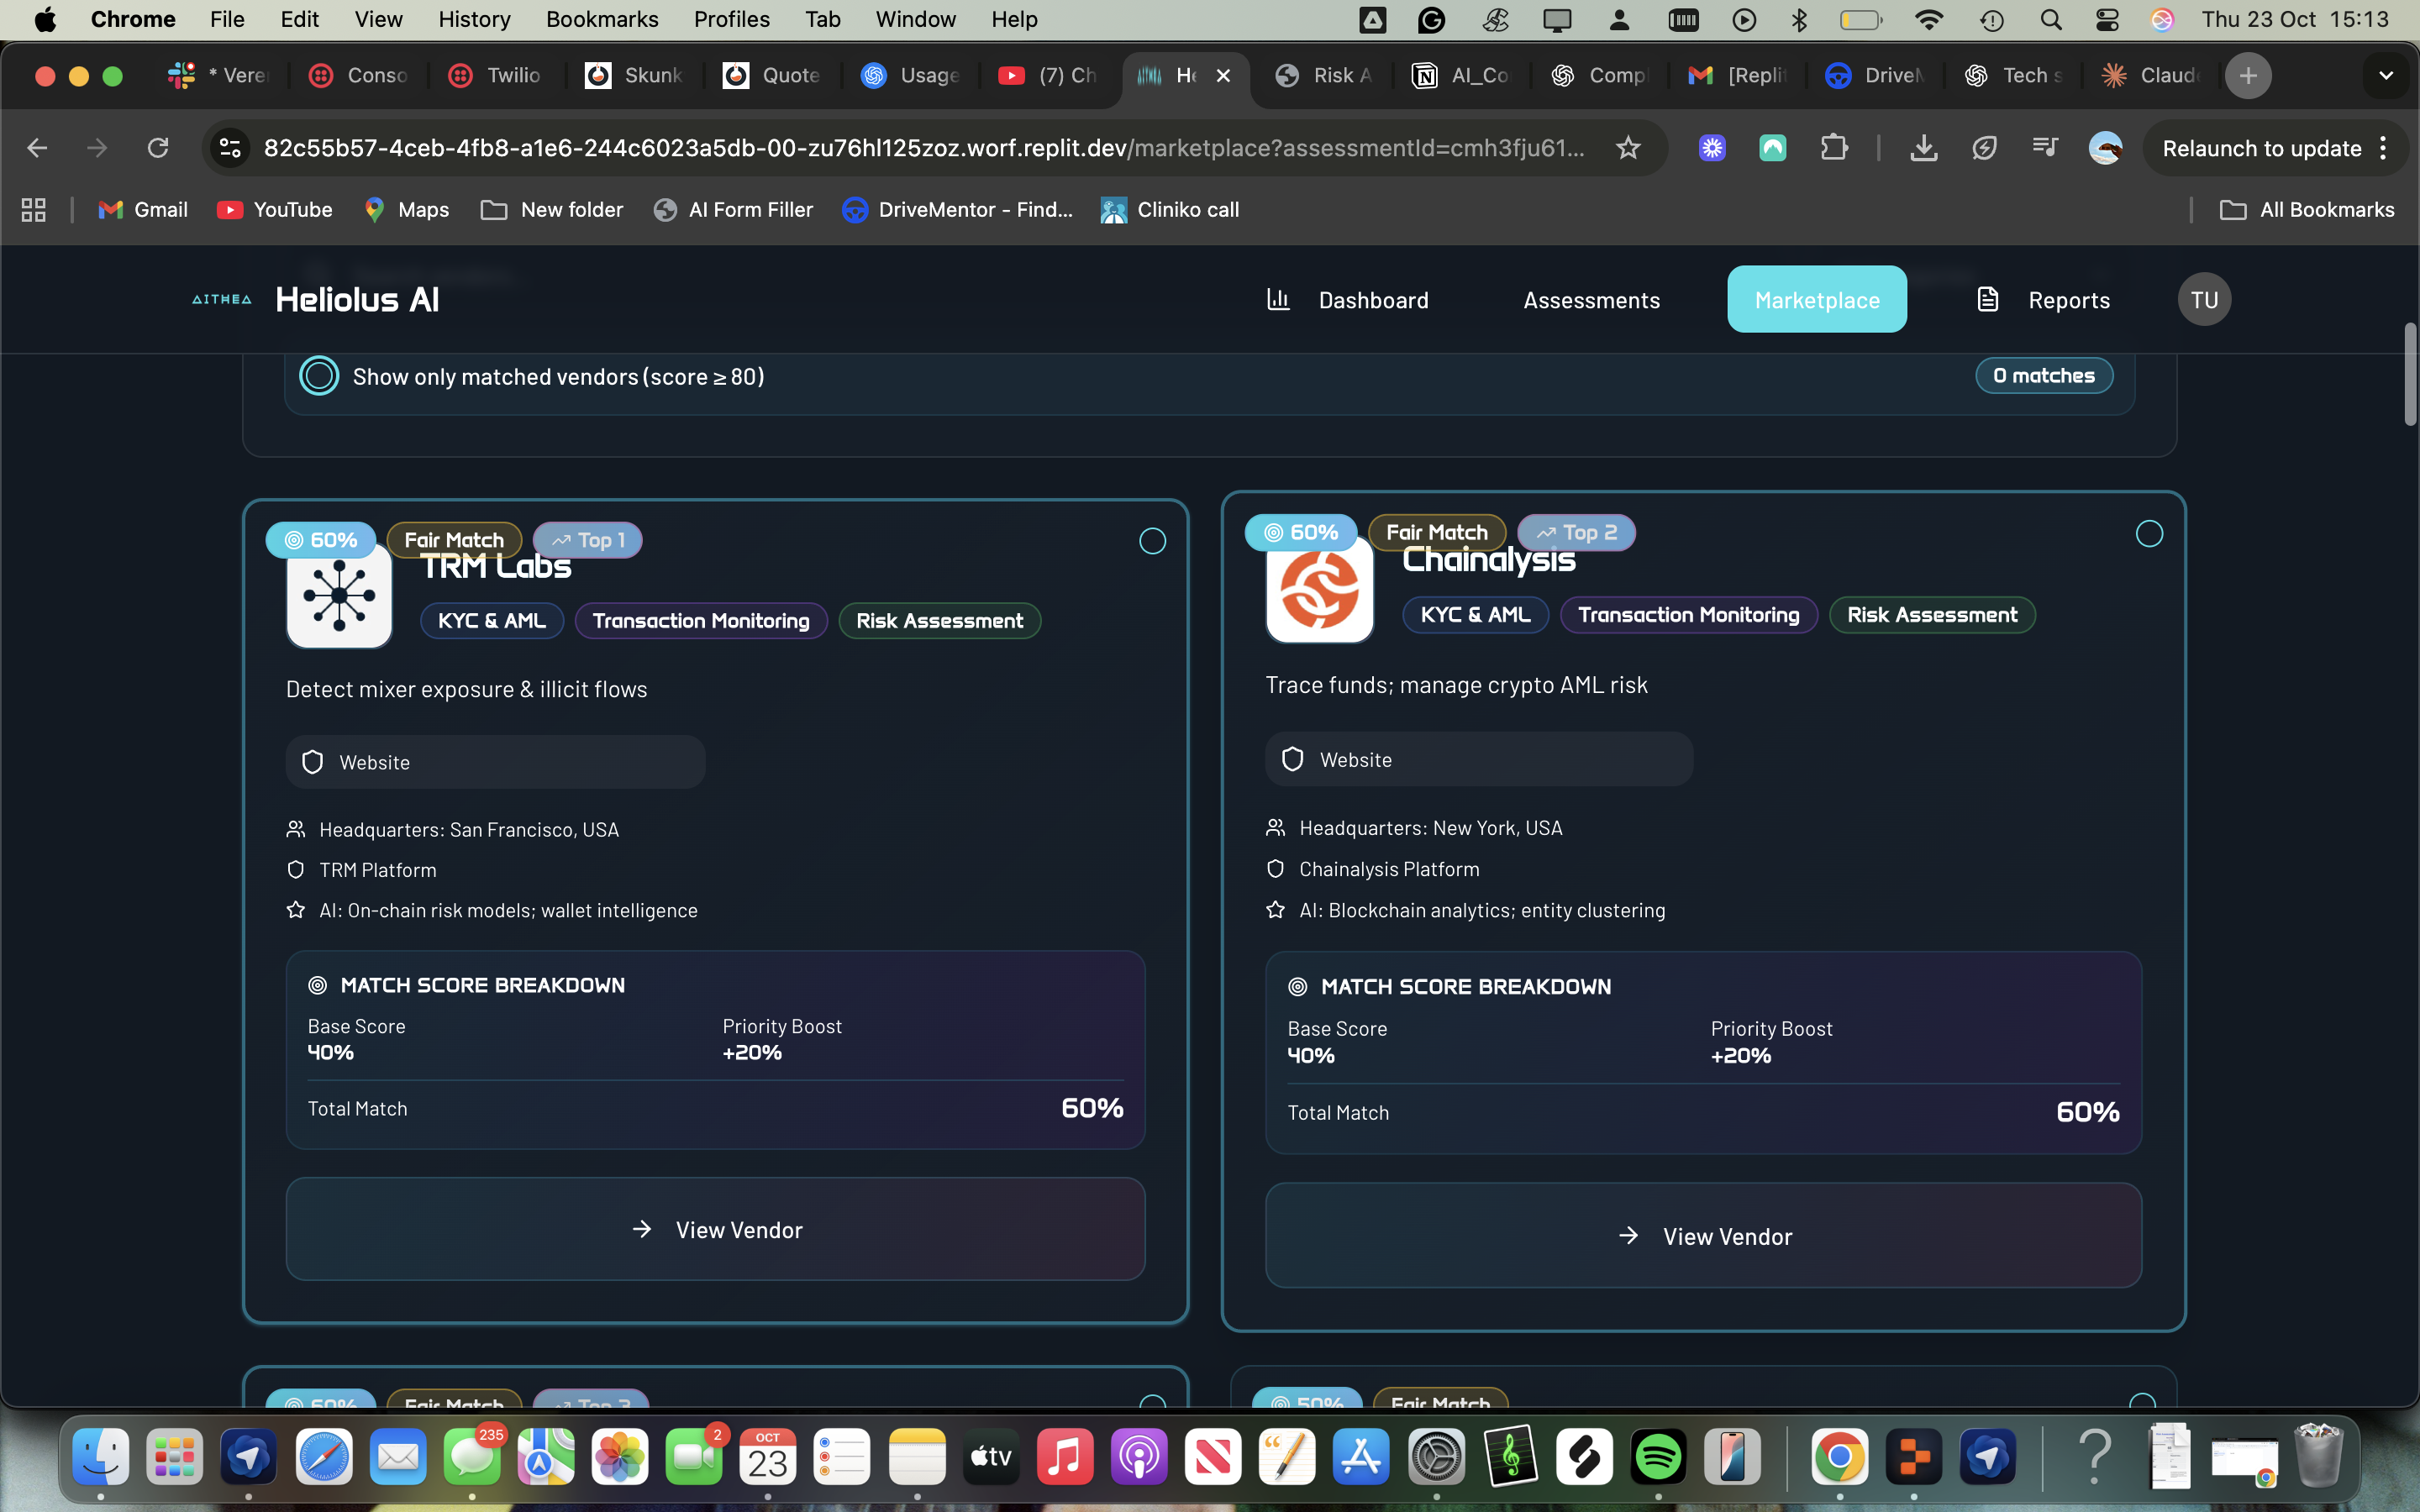 Chrome File Edit View History Bookmarks Profiles Tab Window Help Thu 23 Oct 15:13
* Verer Conso Twilio Skunk Quote Usage (7) Ch He Risk A AI_Co Compl [Replit DriveM Tech s Claude
82c55b57-4ceb-4fb8-a1e6-244c6023a5db-00-zu76hl125zoz.worf.replit.dev/marketplace?assessmentId=cmh3fju61... Relaunch to update
Gmail YouTube Maps New folder AI Form Filler DriveMentor - Find... Cliniko call All Bookmarks
AITHEA Heliolus AI Dashboard Assessments Marketplace Reports TU
Show only matched vendors (score ≥ 80) 0 matches
60% Fair Match Top 1
TRM Labs
KYC & AML Transaction Monitoring Risk Assessment
Detect mixer exposure & illicit flows
Website
Headquarters: San Francisco, USA
TRM Platform
AI: On-chain risk models; wallet intelligence
MATCH SCORE BREAKDOWN
Base Score Priority Boost
40% +20%
Total Match 60%
View Vendor
60% Fair Match Top 2
Chainalysis
KYC & AML Transaction Monitoring Risk Assessment
Trace funds; manage crypto AML risk
Website
Headquarters: New York, USA
Chainalysis Platform
AI: Blockchain analytics; entity clustering
MATCH SCORE BREAKDOWN
Base Score Priority Boost
40% +20%
Total Match 60%
View Vendor
60% Fair Match Top 3
50% Fair Match
235 2 OCT 23 tv